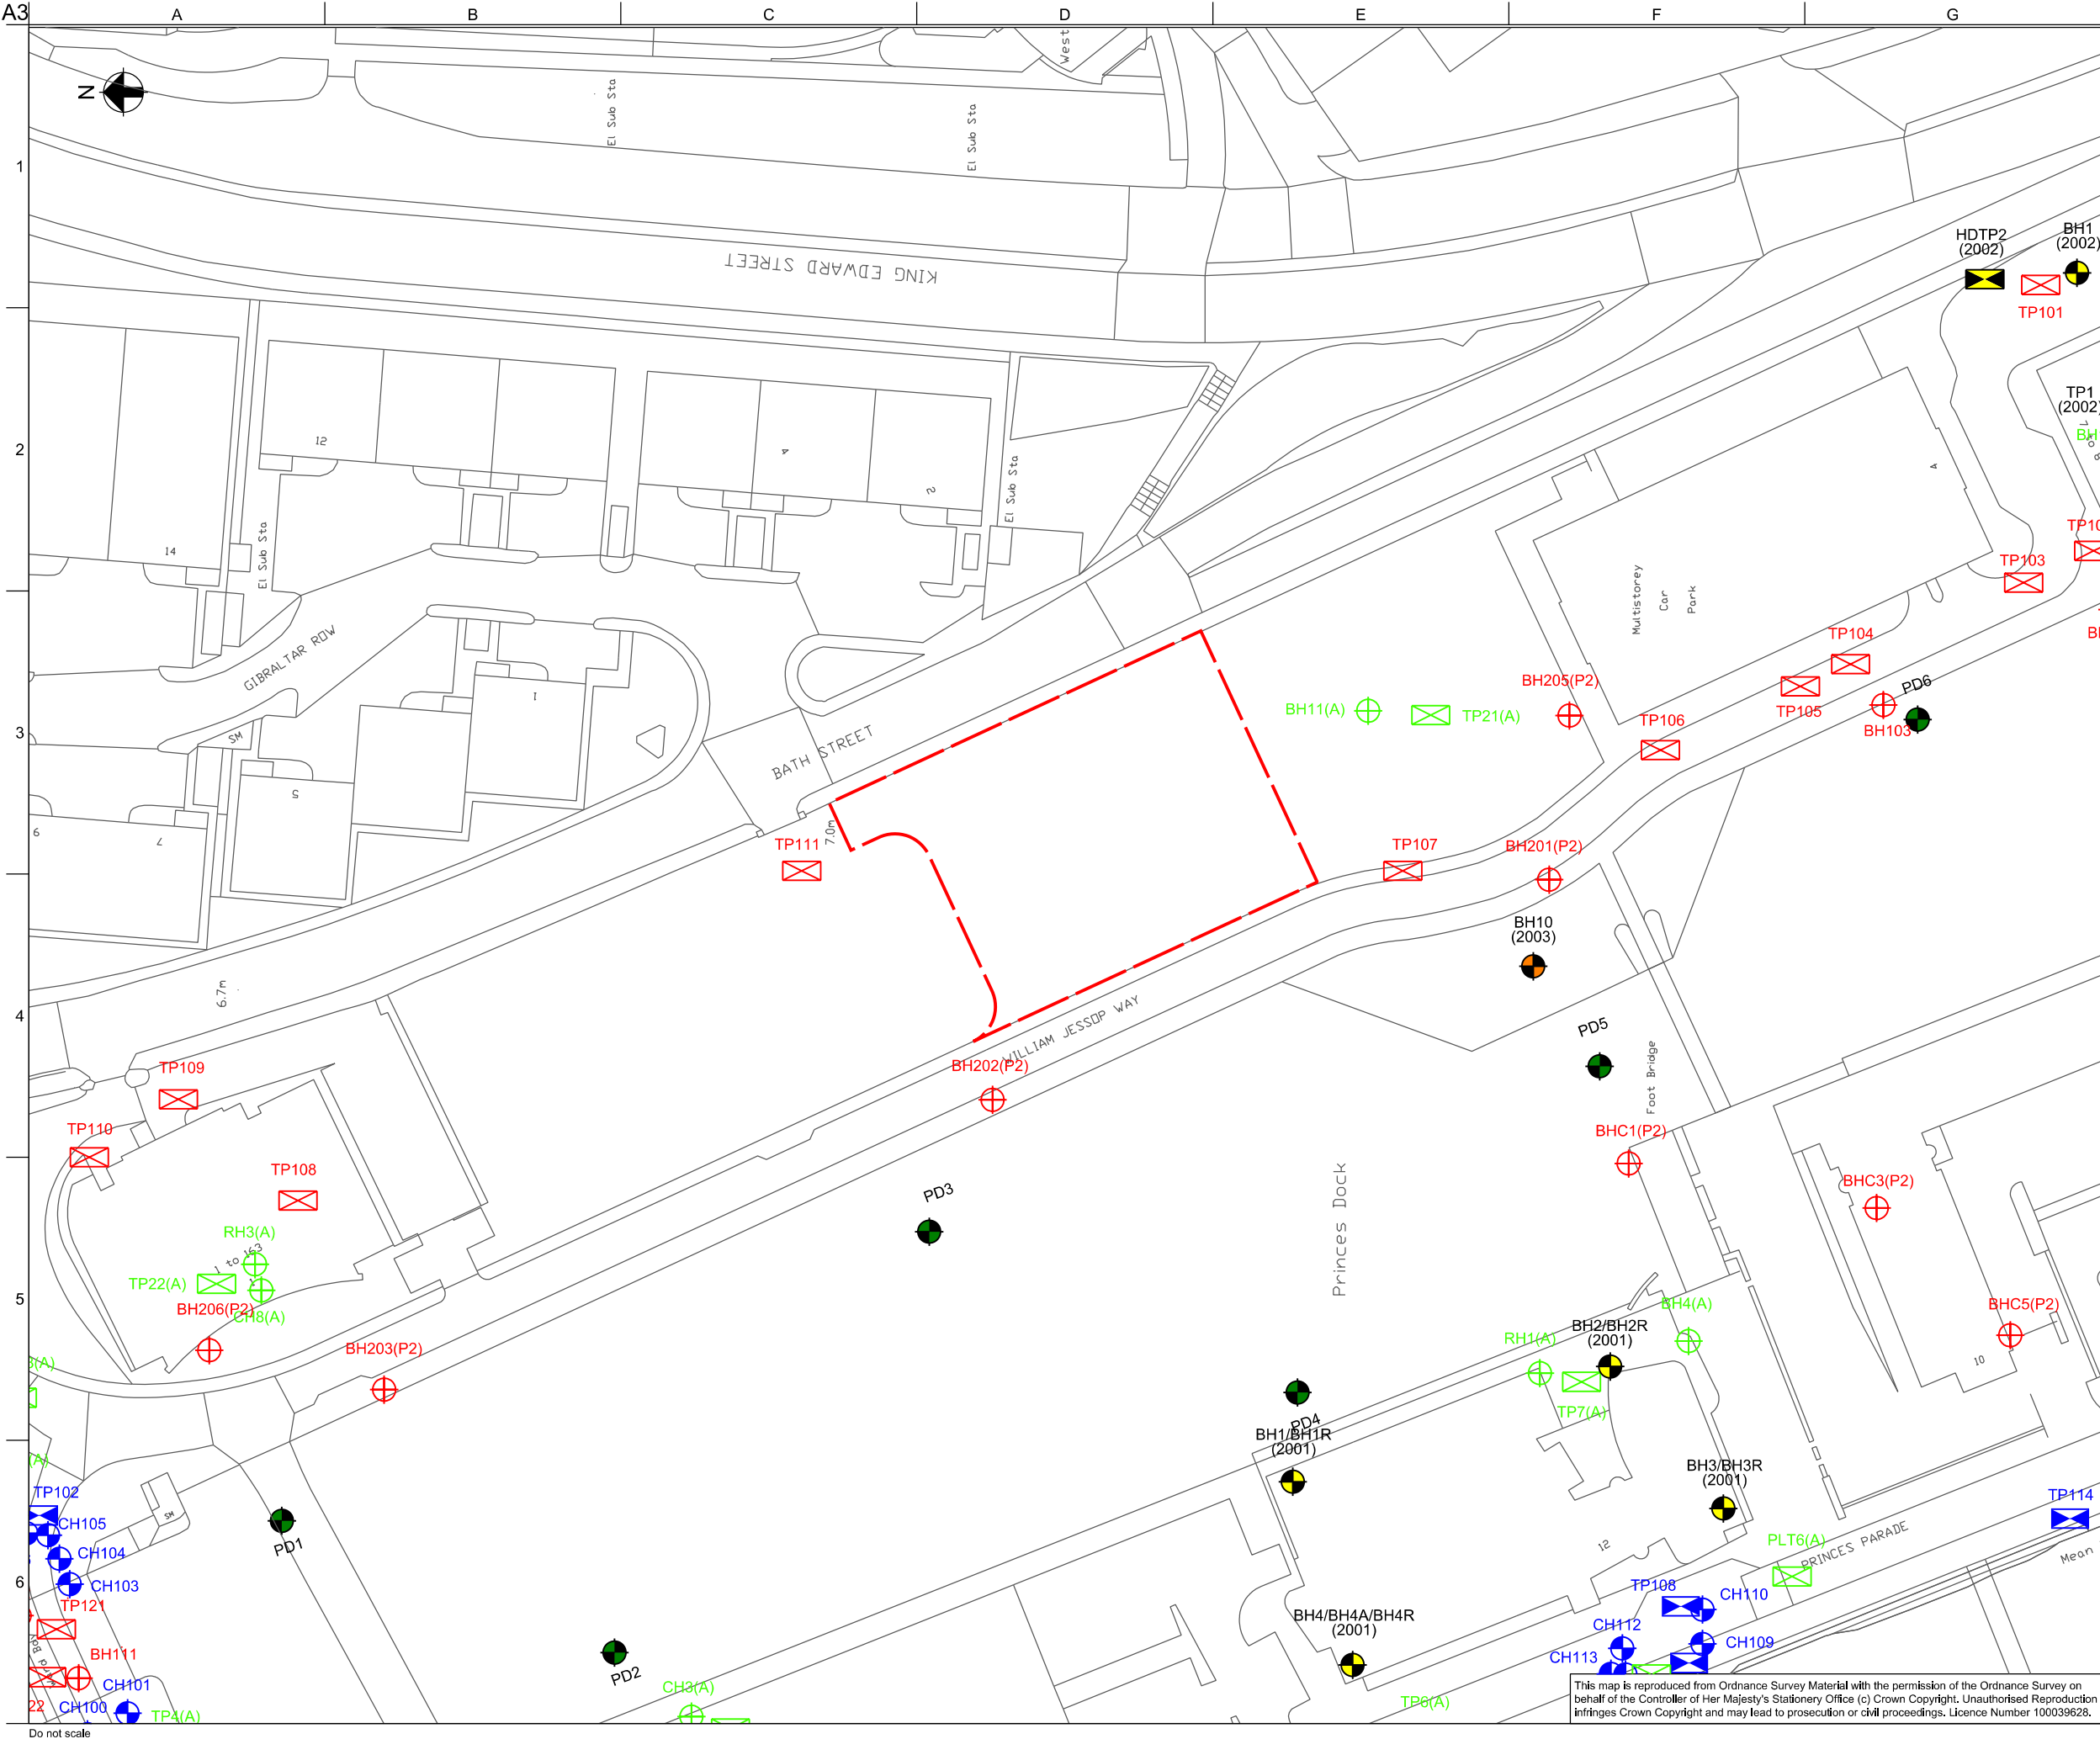 A3 A B C D E F G
N
El Sub Sta
El Sub Sta
West
1
KING EDWARD STREET
HDTP2
(2002)
BH1
(2002)
TP101
2
12
4
2
14
El Sub Sta
El Sub Sta
A
TP1
(2002)
TP103
Multistorey
Car
Park
GIBRALTAR ROW
3
SM
1
5
9
7
BATH STREET
7.0m
TP111
BH11(A)
TP21(A)
BH205(P2)
TP104
TP105
TP106
PD6
BH103
TP107
BH201(P2)
BH10
(2003)
4
6.7m
WILLIAM JESSOP WAY
BH202(P2)
PD5
Foot Bridge
TP109
TP110
TP108
BHC1(P2)
BHC3(P2)
PD3
Princes Dock
RH3(A)
1 to 163
TP22(A)
BH206(P2)
CH8(A)
5
BH203(P2)
BH4(A)
BHC5(P2)
RH1(A)
BH2/BH2R
(2001)
TP7(A)
10
PD4
BH1/BH1R
(2001)
BH3/BH3R
(2001)
TP102
CH105
CH104
CH103
SM
PD1
TP114
12
PLT6(A)
PRINCES PARADE
Mean
6
TP121
BH111
CH101
CH100
TP4(A)
22
PD2
CH3(A)
BH4/BH4A/BH4R
(2001)
TP6(A)
TP108
CH110
CH112
CH109
CH113
This map is reproduced from Ordnance Survey Material with the permission of the Ordnance Survey on
behalf of the Controller of Her Majesty's Stationery Office (c) Crown Copyright. Unauthorised Reproduction
infringes Crown Copyright and may lead to prosecution or civil proceedings. Licence Number 100039628.
Do not scale